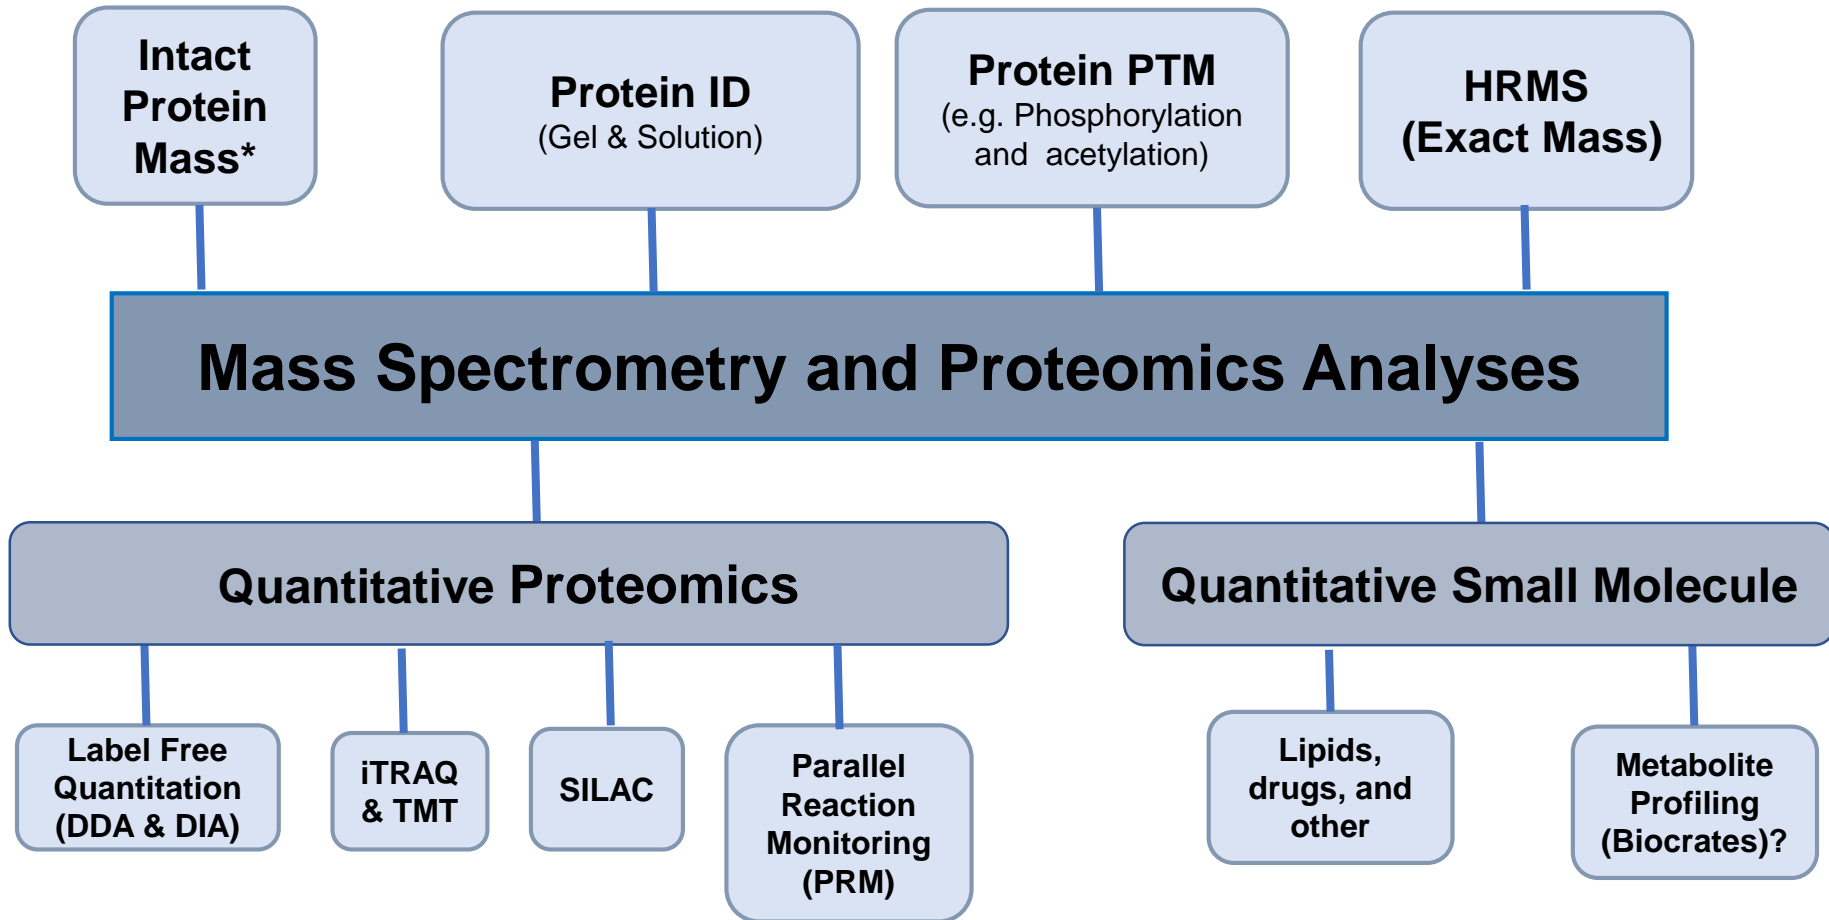 Intact
Protein
Mass*
Protein ID
(Gel & Solution)
Protein PTM
(e.g. Phosphorylation
and acetylation)
HRMS
(Exact Mass)
Mass Spectrometry and Proteomics Analyses
Quantitative Proteomics
Quantitative Small Molecule
Label Free
Quantitation
(DDA & DIA)
iTRAQ
& TMT
SILAC
Parallel
Reaction
Monitoring
(PRM)
Lipids,
drugs, and
other
Metabolite
Profiling
(Biocrates)?